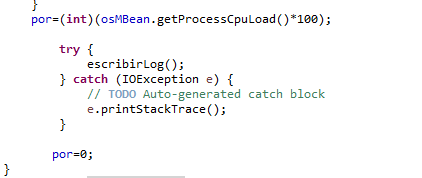 }
por=(int)(osMBean.getProcessCpuLoad()*100);
try {
escribirLog();
} catch (IOException e) {
// TODO Auto-generated catch block
e.printStackTrace();
}
por=0;
}